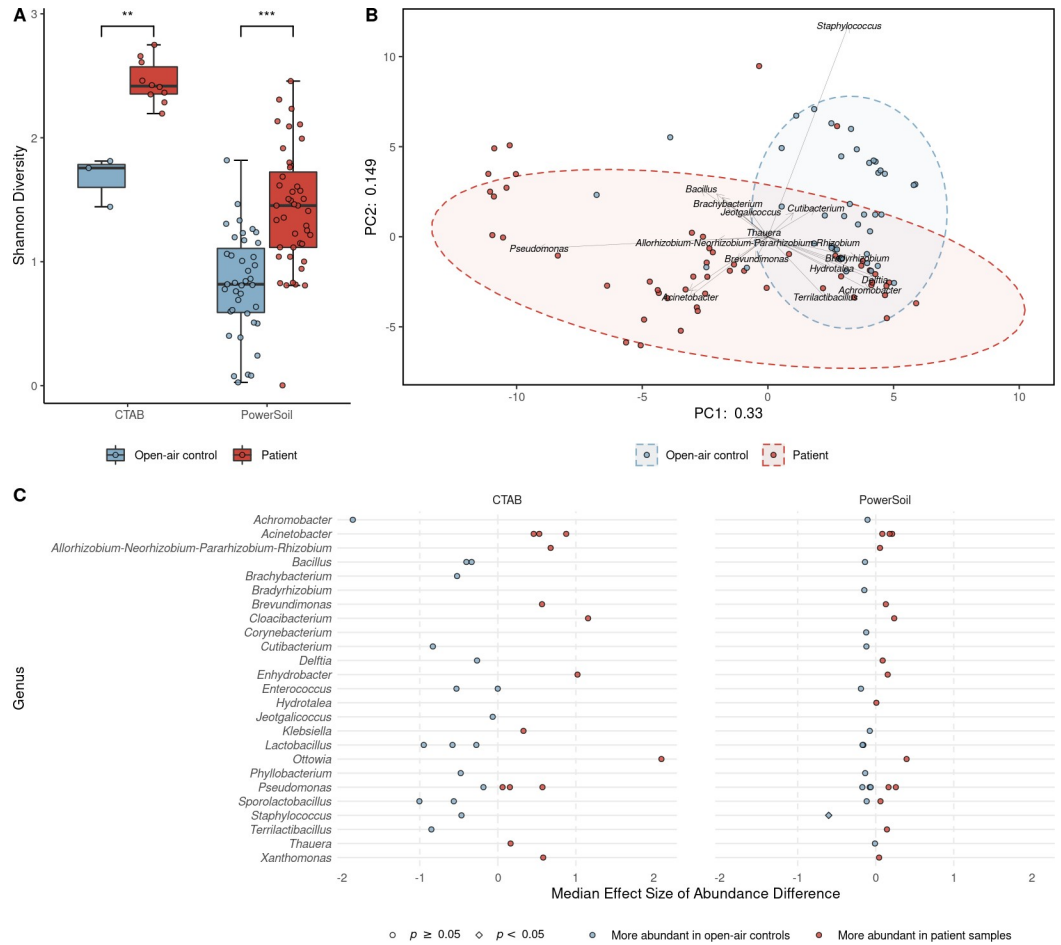 A
**
***
3
2
1
0
Shannon Diversity
CTAB
PowerSoil
Open-air control
Patient
B
Staphylococcus
Bacillus
Brachybacterium
Jeotgalicoccus
Cutibacterium
Thauera
Allorhizobium-Neorhizobium-Pararhizobium-Rhizobium
Pseudomonas
Brevundimonas
Bradyrhizobium
Hydrotalea
Delftia
Achromobacter
Acinetobacter
Terrilactibacillus
10
5
0
-5
PC2: 0.149
-10
-5
0
5
10
PC1: 0.33
Open-air control
Patient
C
CTAB
PowerSoil
Genus
Achromobacter
Acinetobacter
Allorhizobium-Neorhizobium-Pararhizobium-Rhizobium
Bacillus
Brachybacterium
Bradyrhizobium
Brevundimonas
Cloacibacterium
Corynebacterium
Cutibacterium
Delftia
Enhydrobacter
Enterococcus
Hydrotalea
Jeotgalicoccus
Klebsiella
Lactobacillus
Ottowia
Phyllobacterium
Pseudomonas
Sporolactobacillus
Staphylococcus
Terrilactibacillus
Thauera
Xanthomonas
-2 -1 0 1 2
-2 -1 0 1 2
Median Effect Size of Abundance Difference
p ≥ 0.05
p < 0.05
More abundant in open-air controls
More abundant in patient samples